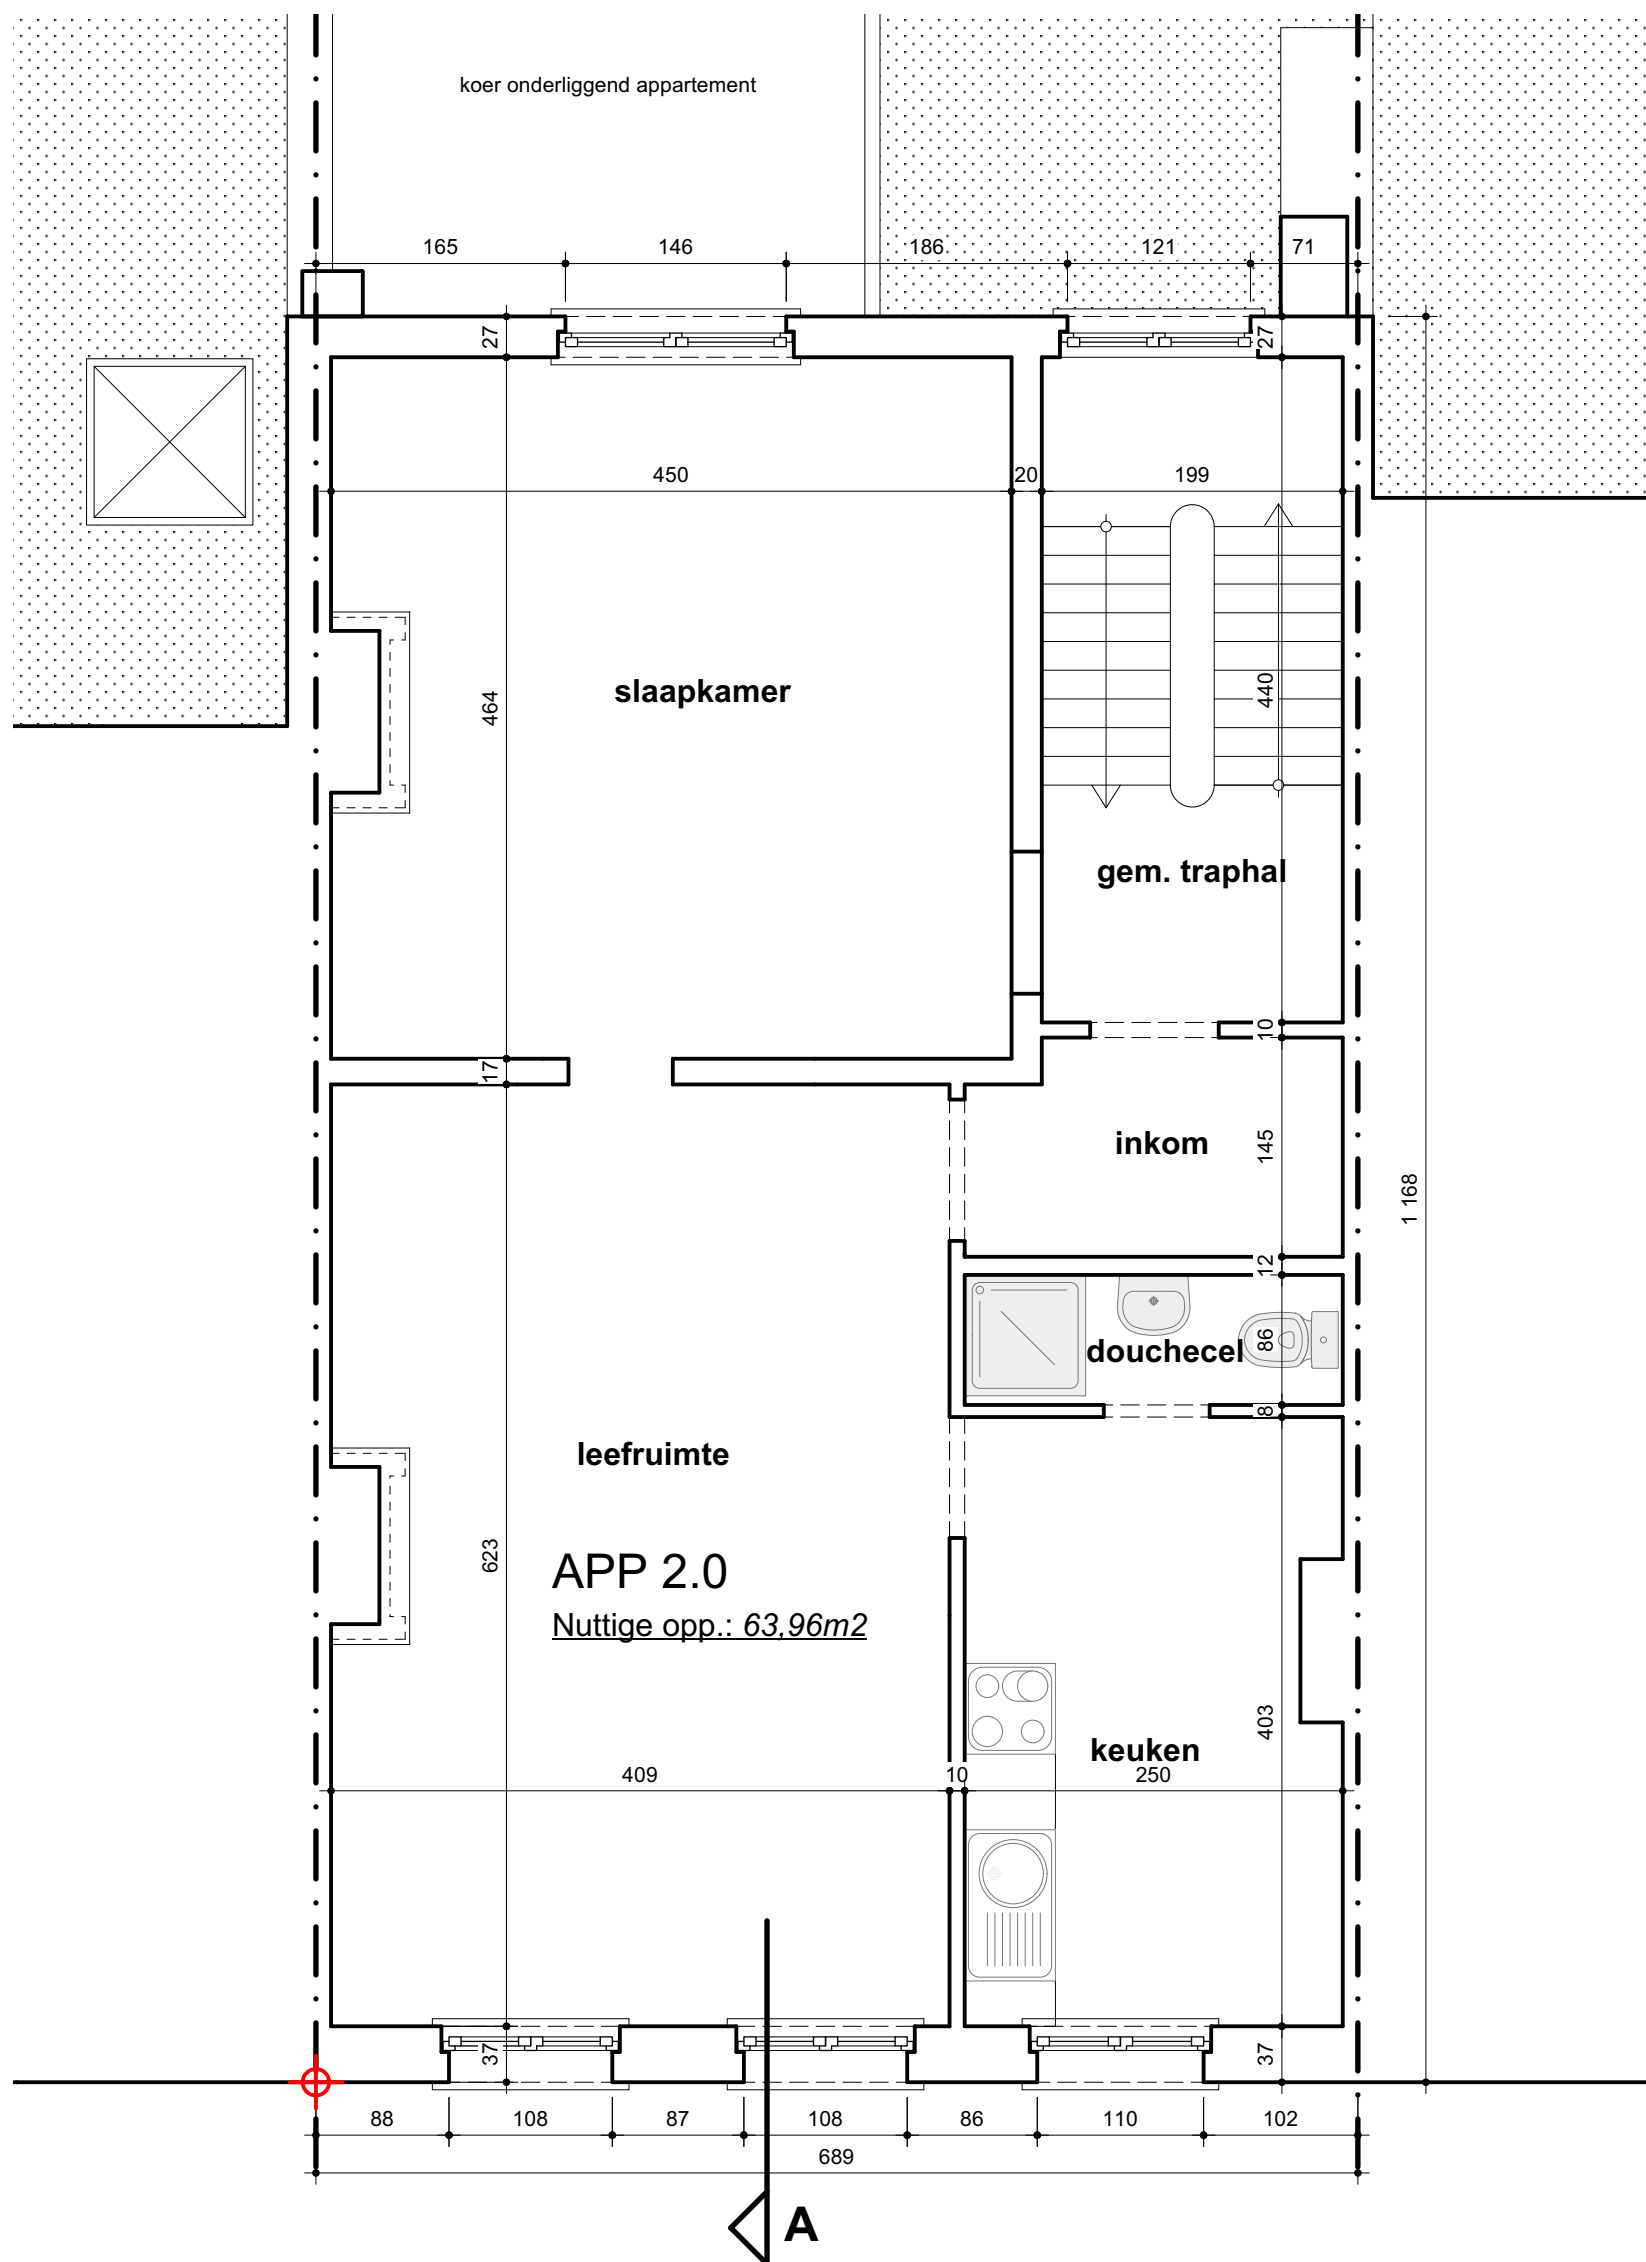 koer onderliggend appartement
165 146 186 121 71
27 27
450 20 199
464 slaapkamer 440
gem. traphal
10
17
inkom 145
1 168
12
douchecel 86
8
leefruimte
623 APP 2.0
Nuttige opp.: 63,96m2
403
keuken
409 10 250
37 37
88 108 87 108 86 110 102
689
A